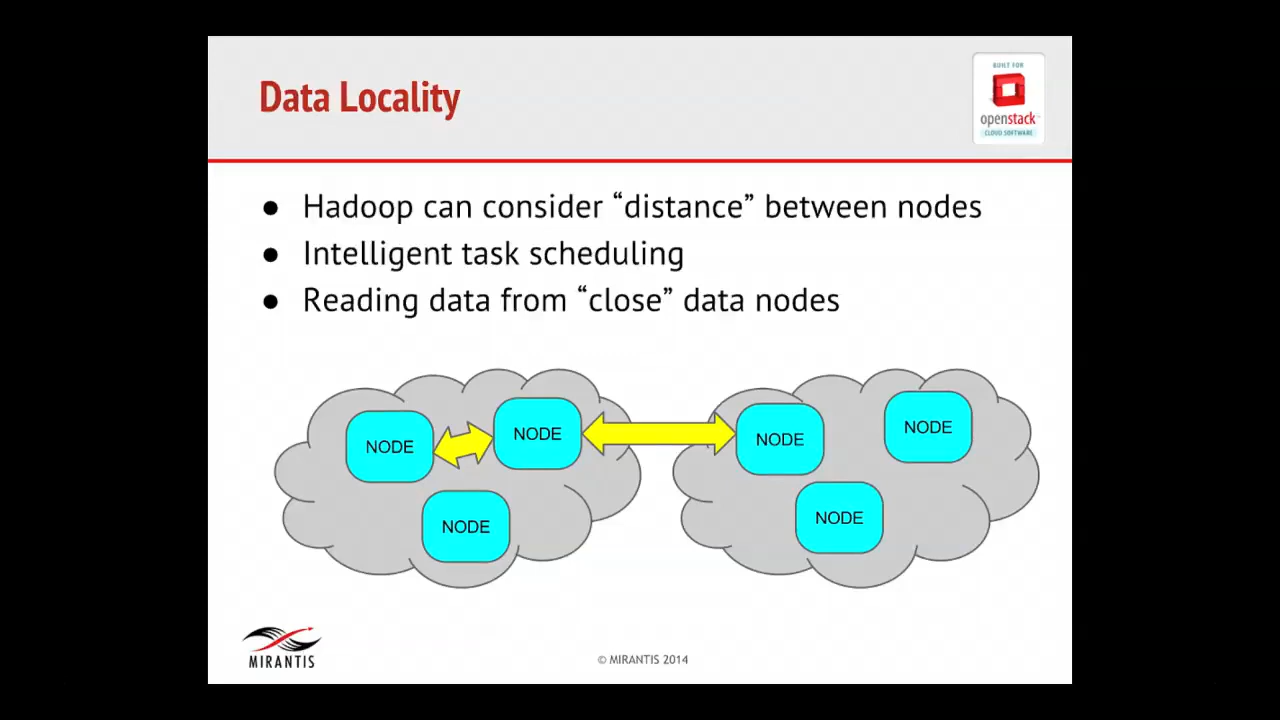 Data Locality
BUILT FOR
openstack
CLOUD SOFTWARE
● Hadoop can consider “distance” between nodes
● Intelligent task scheduling
● Reading data from “close” data nodes
NODE
NODE
NODE
NODE
NODE
NODE
MIRANTIS
© MIRANTIS 2014